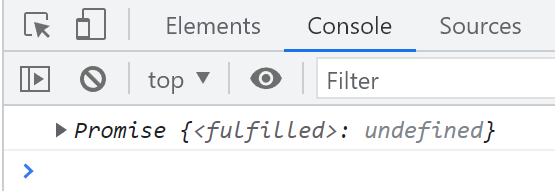 Elements Console Sources
top ▼ Filter
▶ Promise {<fulfilled>: undefined}
>